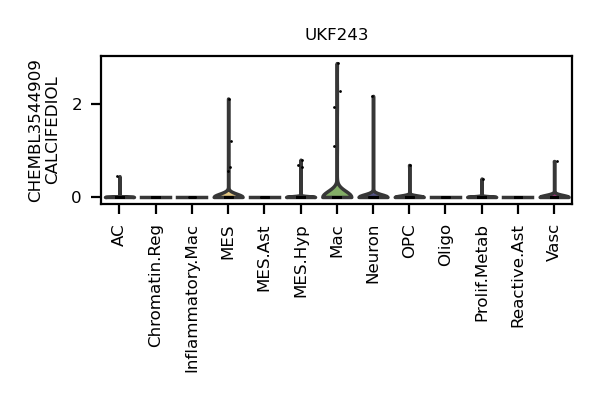 UKF243
CHEMBL3544909
CALCIFEDIOL
2
0
AC
Chromatin.Reg
Inflammatory.Mac
MES
MES.Ast
MES.Hyp
Mac
Neuron
OPC
Oligo
Prolif.Metab
Reactive.Ast
Vasc